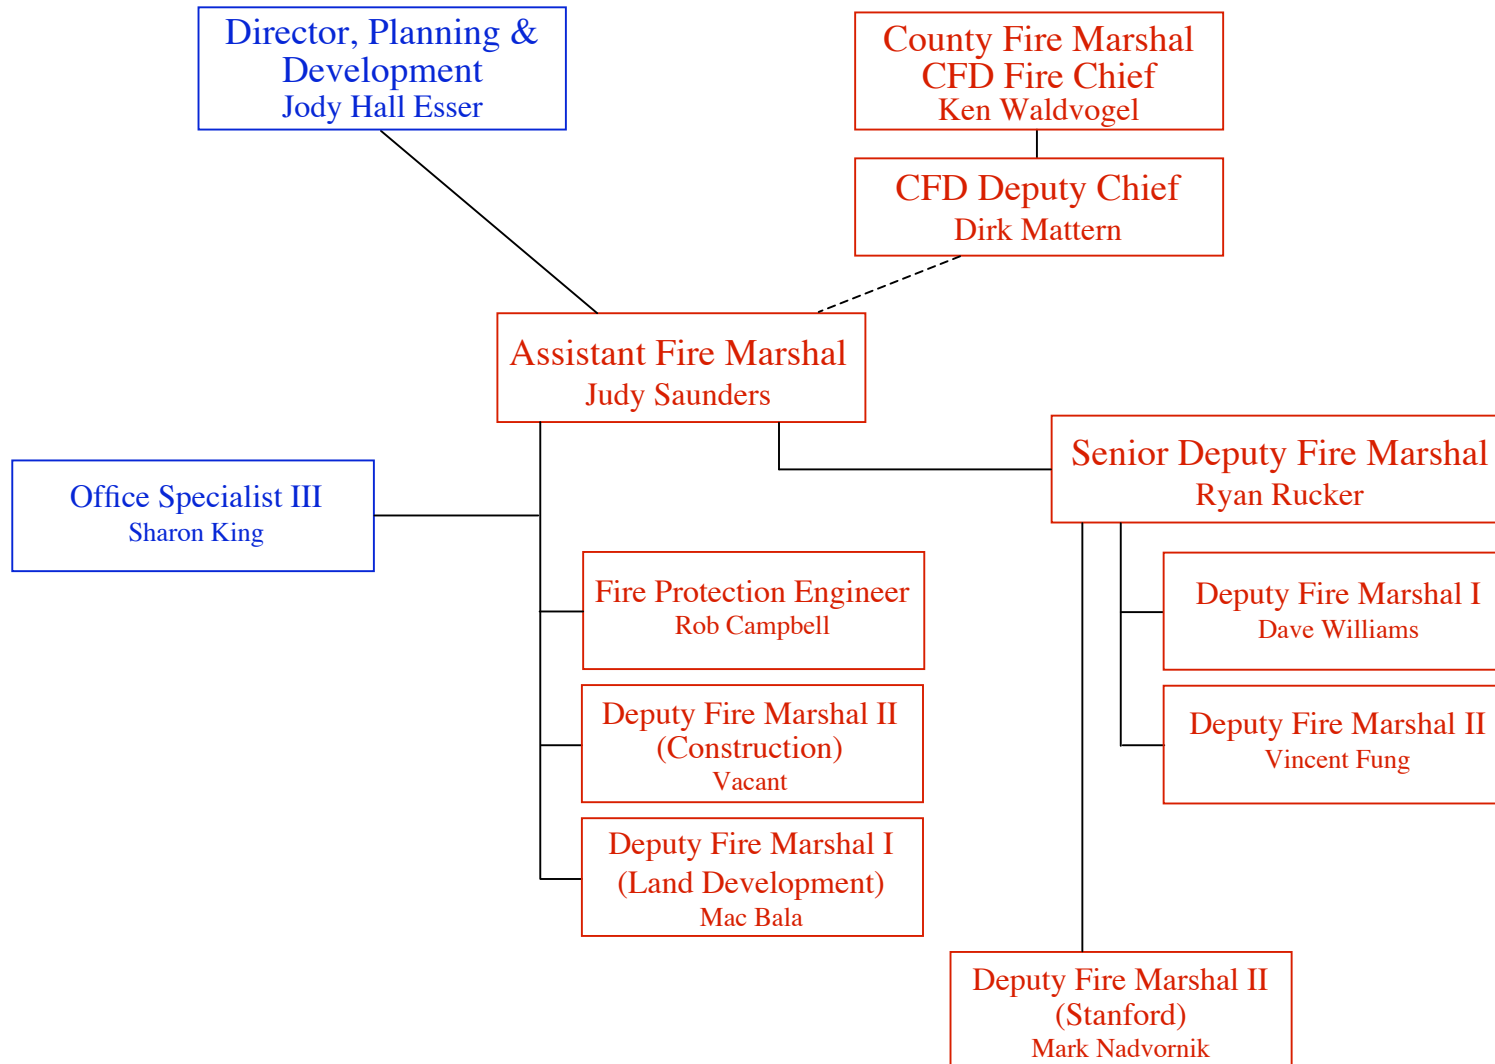 Director, Planning &
Development
Jody Hall Esser
County Fire Marshal
CFD Fire Chief
Ken Waldvogel
CFD Deputy Chief
Dirk Mattern
Assistant Fire Marshal
Judy Saunders
Senior Deputy Fire Marshal
Ryan Rucker
Office Specialist III
Sharon King
Fire Protection Engineer
Rob Campbell
Deputy Fire Marshal I
Dave Williams
Deputy Fire Marshal II
(Construction)
Vacant
Deputy Fire Marshal II
Vincent Fung
Deputy Fire Marshal I
(Land Development)
Mac Bala
Deputy Fire Marshal II
(Stanford)
Mark Nadvornik